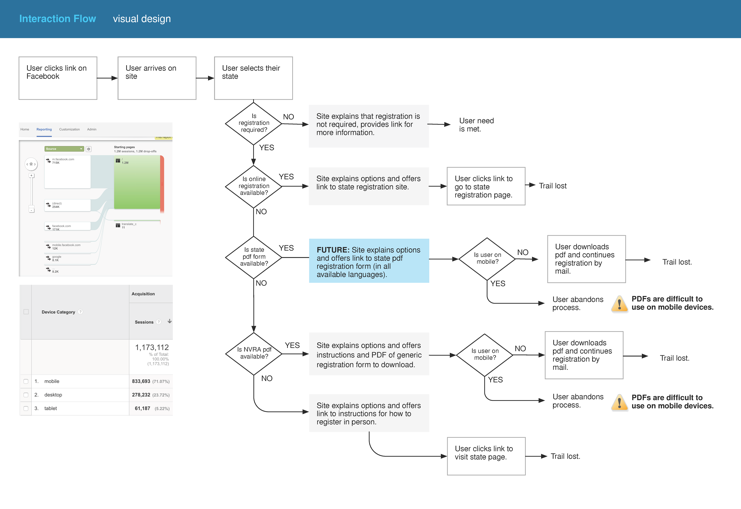 Interaction Flow visual design
User clicks link on
Facebook
User arrives on
site
User selects their
state
Is
registration
required?
NO
Site explains that registration is
not required, provides link for
more information.
User need
is met.
YES
Is online
registration
available?
YES
Site explains options and offers
link to state registration site.
User clicks link to
go to state
registration page.
Trail lost
NO
Is state
pdf form
available?
YES
FUTURE: Site explains options
and offers link to state pdf
registration form (in all
available languages).
Is user on
mobile?
NO
User downloads
pdf and continues
registration by
mail.
Trail lost.
YES
User abandons
process.
PDFs are difficult to
use on mobile devices.
NO
Is NVRA pdf
available?
YES
Site explains options and offers
instructions and PDF of generic
registration form to download.
Is user on
mobile?
NO
User downloads
pdf and continues
registration by
mail.
Trail lost.
YES
User abandons
process.
PDFs are difficult to
use on mobile devices.
NO
Site explains options and offers
link to instructions for how to
register in person.
User clicks link to
visit state page.
Trail lost.
Reporting Customization Admin
Starting pages
Acquisition
Device Category
Sessions
1,173,112
% of Total:
100.00%
(1,173,112)
1. mobile 833,693 (71.07%)
2. desktop 278,232 (23.72%)
3. tablet 61,187 (5.22%)